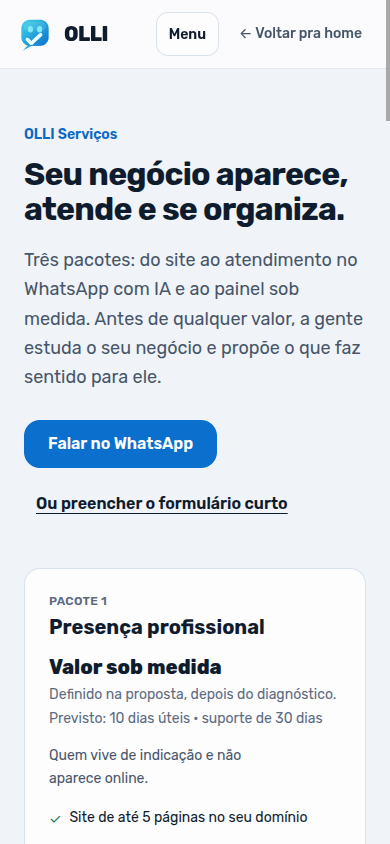 OLLI
Menu
← Voltar pra home
OLLI Serviços
Seu negócio aparece,
atende e se organiza.
Três pacotes: do site ao atendimento no
WhatsApp com IA e ao painel sob
medida. Antes de qualquer valor, a gente
estuda o seu negócio e propõe o que faz
sentido para ele.
Falar no WhatsApp
Ou preencher o formulário curto
PACOTE 1
Presença profissional
Valor sob medida
Definido na proposta, depois do diagnóstico.
Previsto: 10 dias úteis • suporte de 30 dias
Quem vive de indicação e não
aparece online.
✓ Site de até 5 páginas no seu domínio